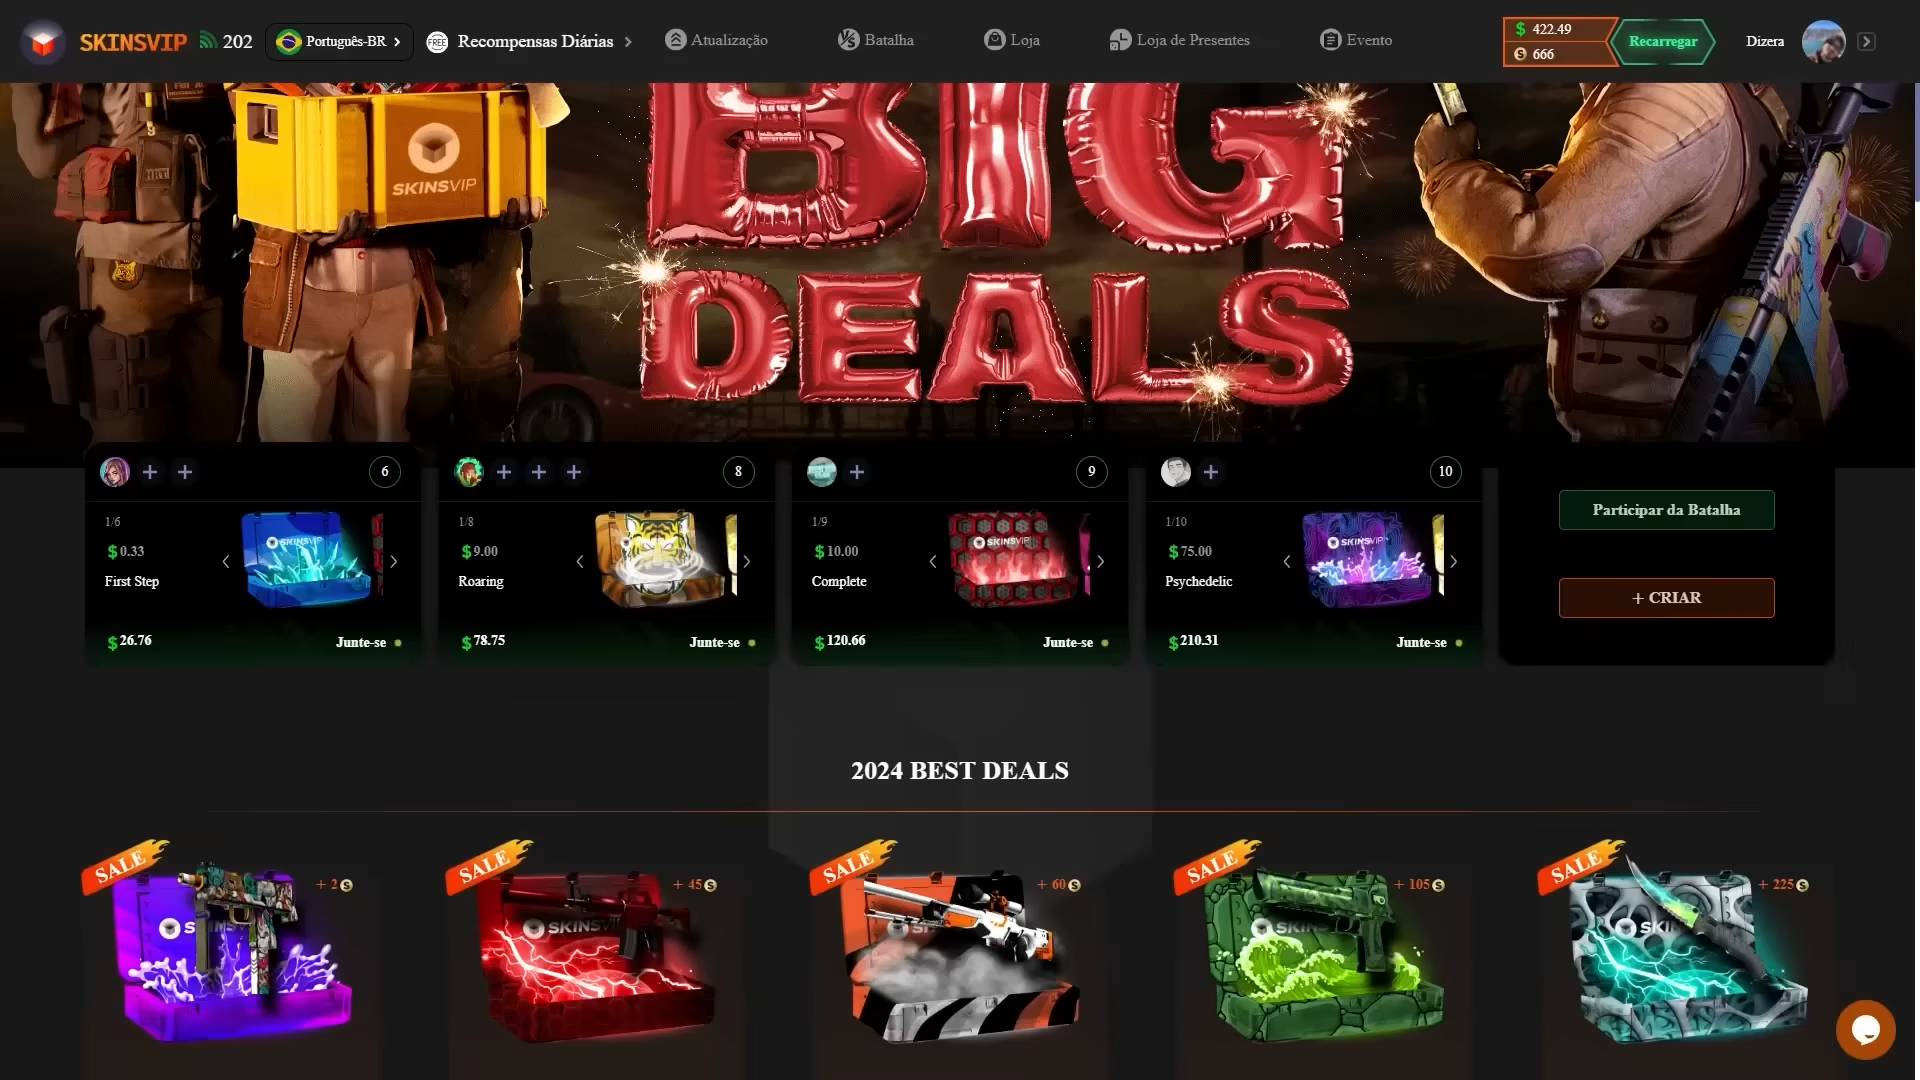 SKINSVIP
202
Português-BR
FREE
Recompensas Diárias
Atualização
Batalha
Loja
Loja de Presentes
Evento
$ 422.49
666
Recarregar
Dizera
SKINSVIP
BIG
DEALS
6
1/6
$ 0.33
First Step
SKINSVIP
$ 26.76
Junte-se
8
1/8
$ 9.00
Roaring
$ 78.75
Junte-se
9
1/9
$ 10.00
Complete
SKINSVIP
$ 120.66
Junte-se
10
1/10
$ 75.00
Psychedelic
SKINSVIP
$ 210.31
Junte-se
Participar da Batalha
+ CRIAR
2024 BEST DEALS
SALE
+ 2
SALE
+ 45
SALE
+ 60
SALE
+ 105
SALE
+ 225